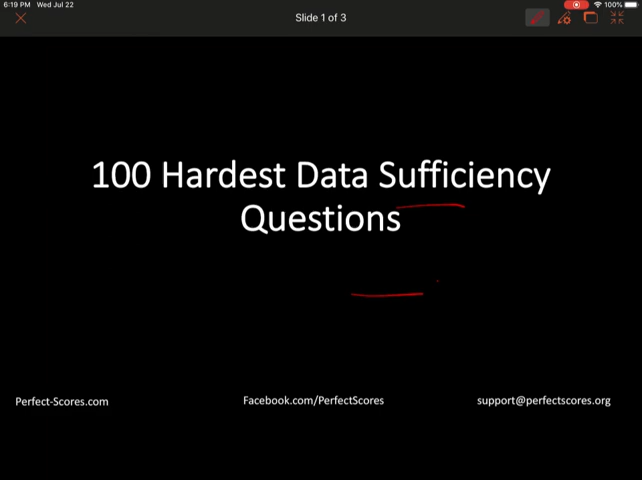 6:19 PM Wed Jul 22
100%
Slide 1 of 3
100 Hardest Data Sufficiency
Questions
Perfect-Scores.com
Facebook.com/PerfectScores
support@perfectscores.org